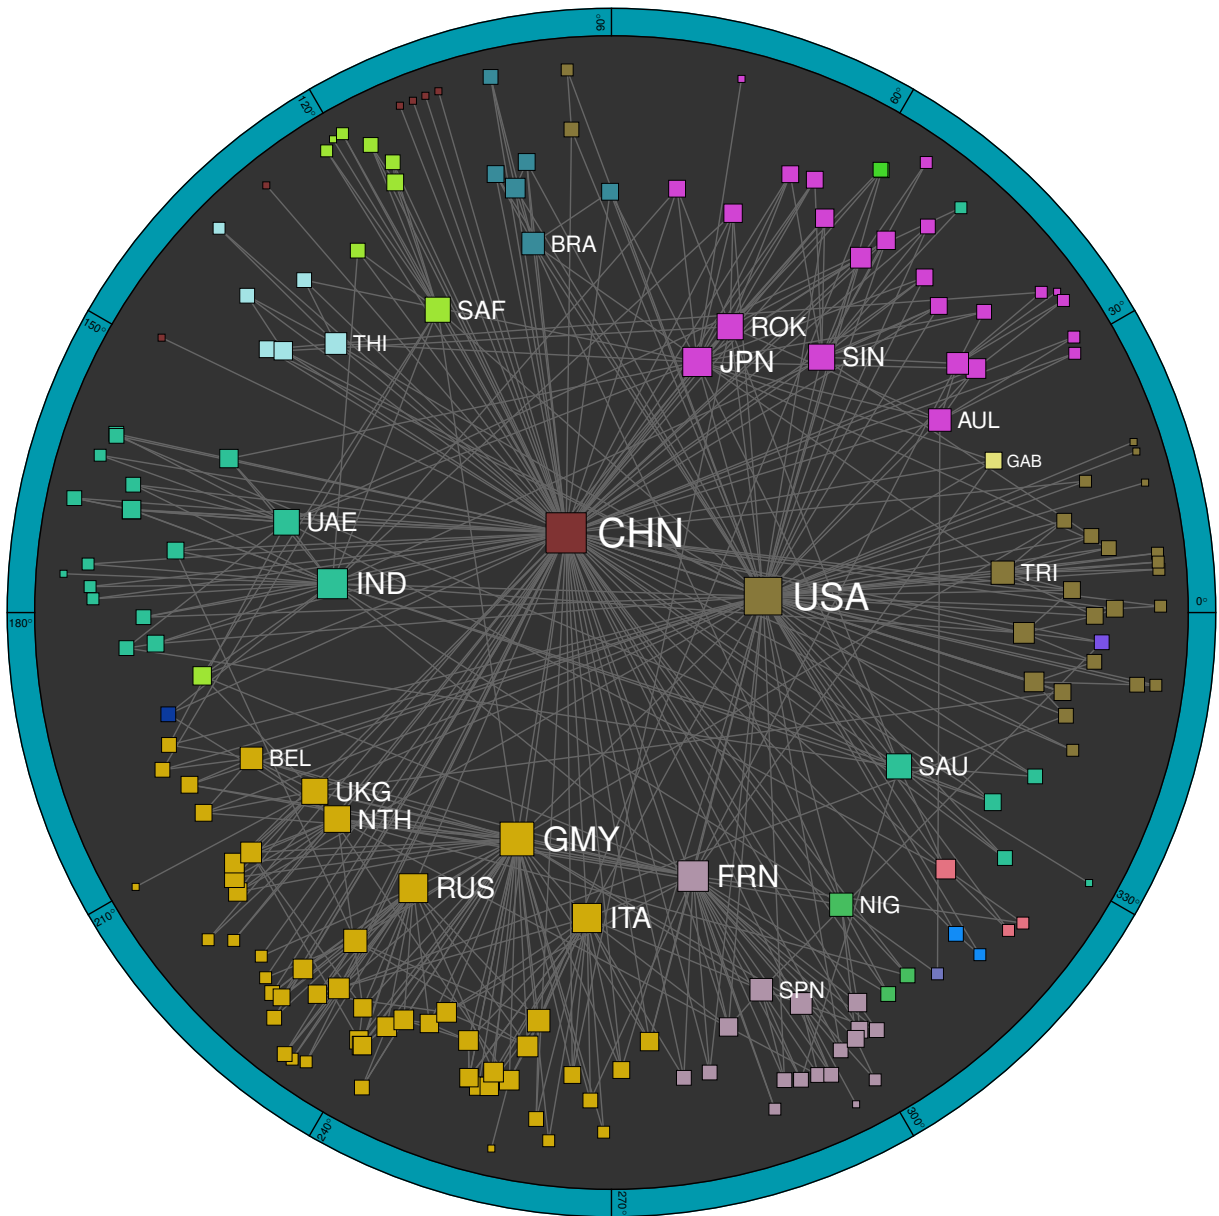 90°
60°
120°
BRA
SAF
30°
ROK
150°
THI
SIN
JPN
AUL
GAB
UAE
CHN
TRI
IND
USA
0°
180°
BEL
SAU
UKG
NTH
GMY
FRN
RUS
330°
NIG
210°
ITA
SPN
300°
240°
270°